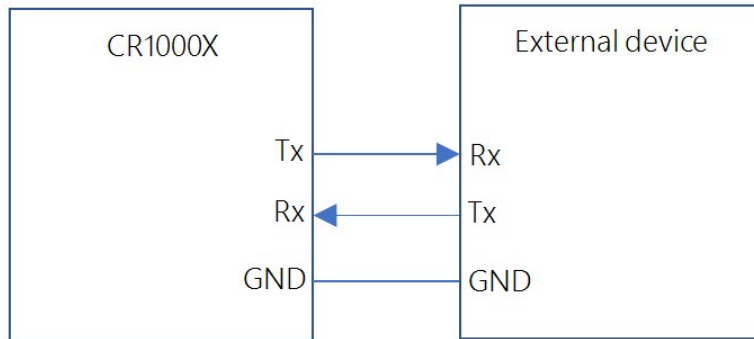 CR1000X
External device
Tx
Rx
Rx
Tx
GND
GND